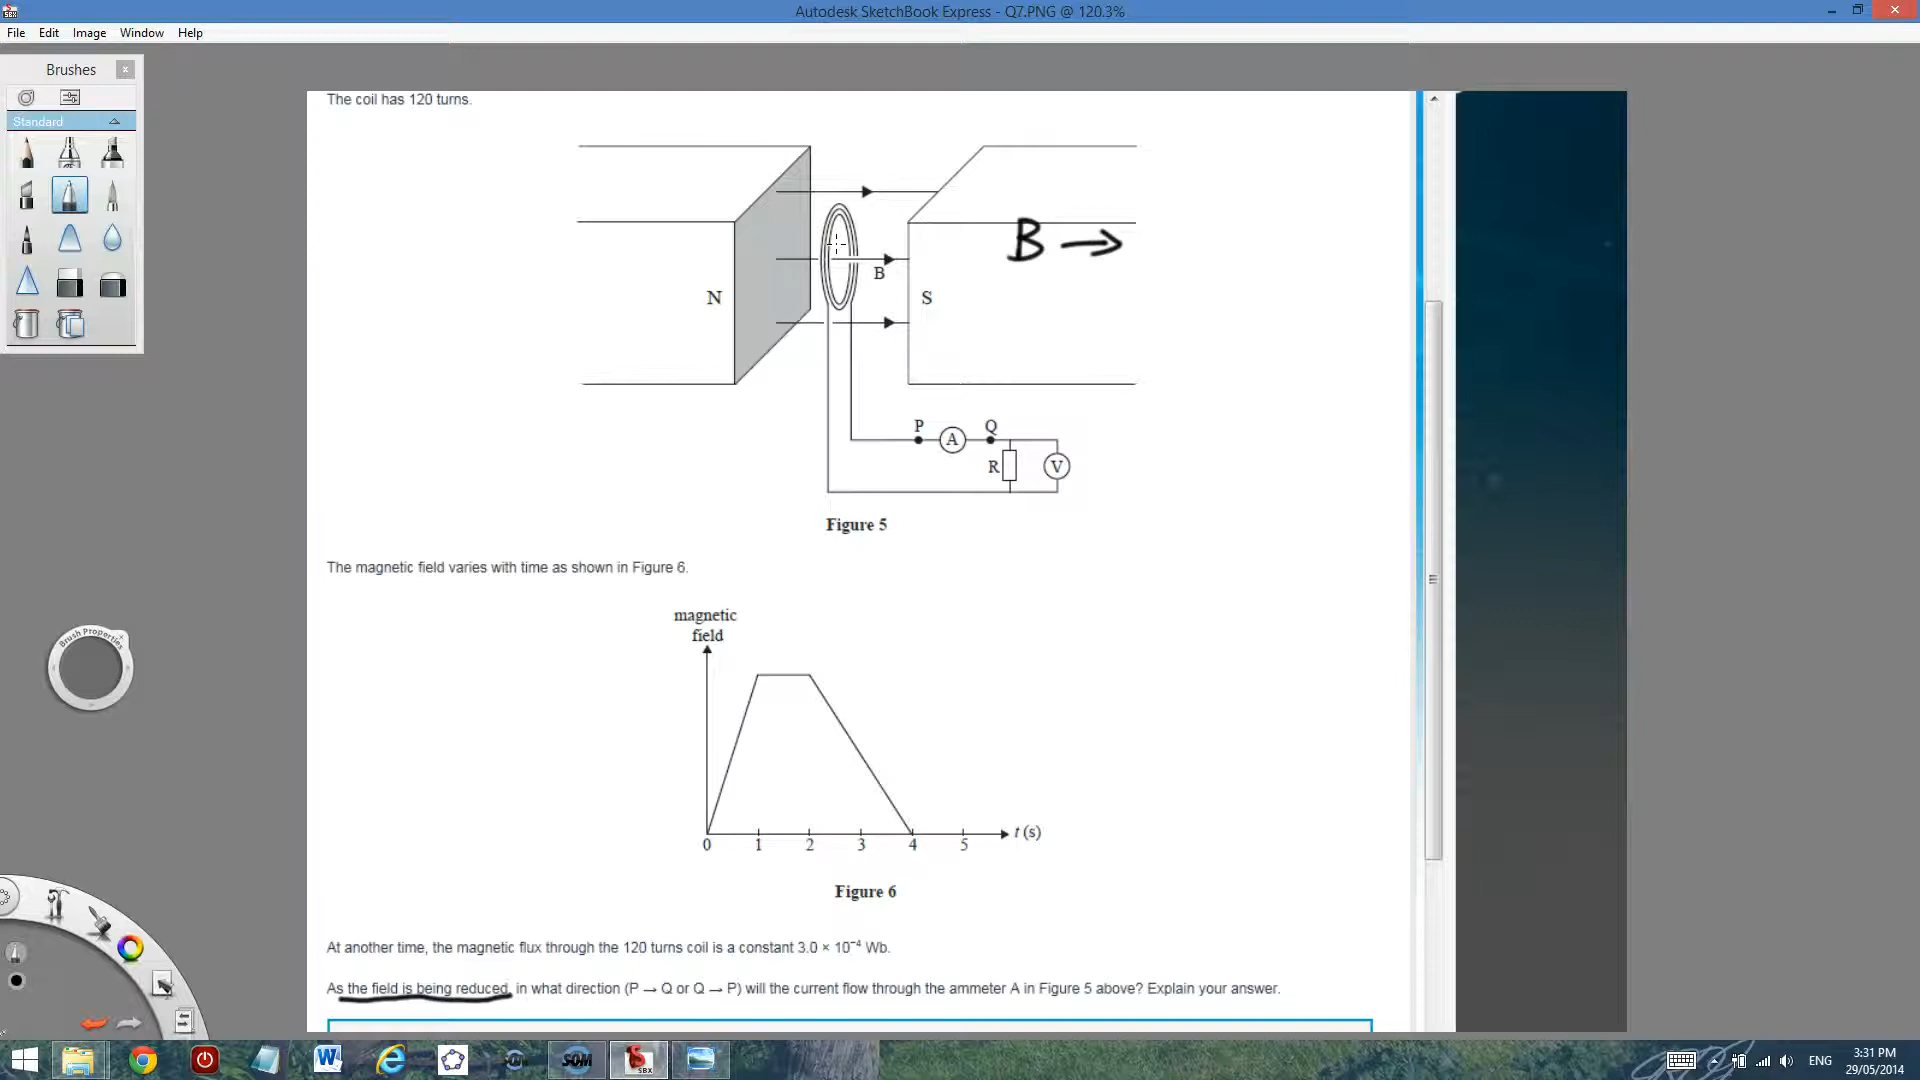 Autodesk SketchBook Express - Q7.PNG @ 120.3%
File Edit Image Window Help
Brushes
Standard
The coil has 120 turns.
B →
B
N
S
P
Q
A
R
V
Figure 5
The magnetic field varies with time as shown in Figure 6.
magnetic
field
t (s)
0 1 2 3 4 5
Figure 6
Brush Properties
At another time, the magnetic flux through the 120 turns coil is a constant 3.0 × 10⁻⁴ Wb.
As the field is being reduced, in what direction (P → Q or Q → P) will the current flow through the ammeter A in Figure 5 above? Explain your answer.
SOM
SBX
ENG
3:31 PM
29/05/2014